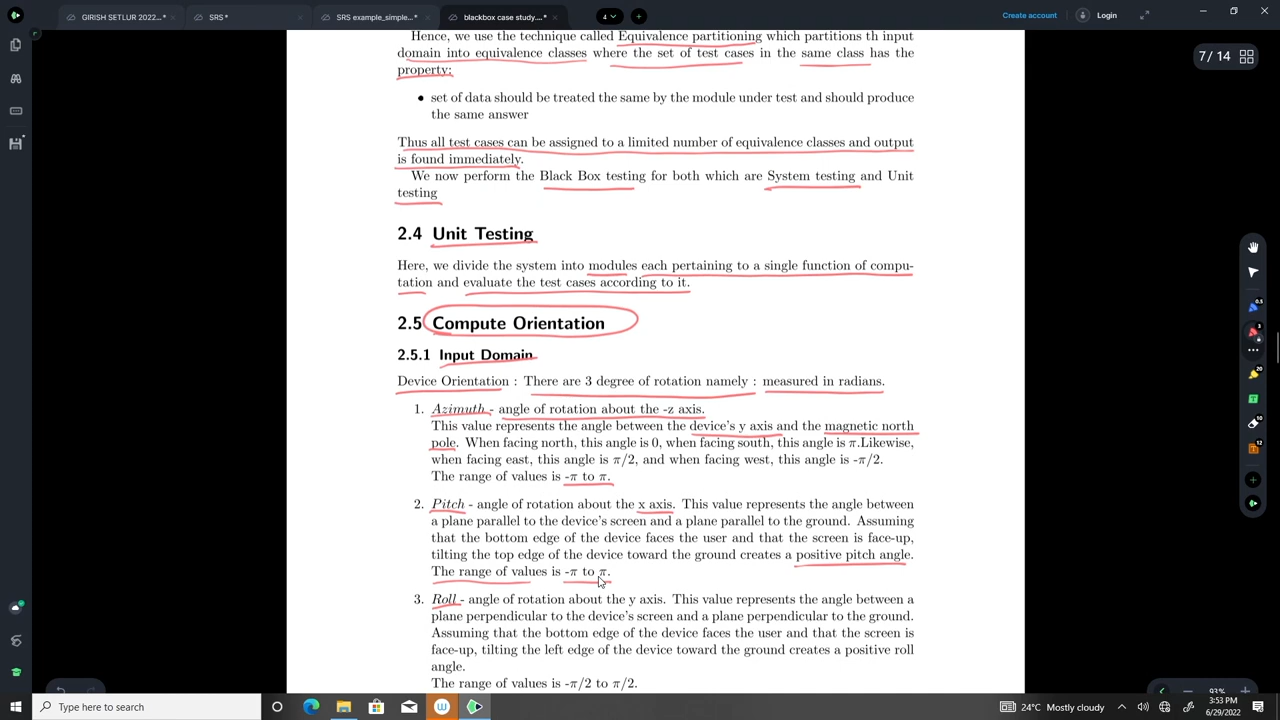 GIRISH SETLUR 2022...*
SRS*
SRS example_simple...*
blackbox case study....*
4
Create account
Login
7 / 14
Hence, we use the technique called Equivalence partitioning which partitions th input
domain into equivalence classes where the set of test cases in the same class has the
property:
• set of data should be treated the same by the module under test and should produce
the same answer
Thus all test cases can be assigned to a limited number of equivalence classes and output
is found immediately.
We now perform the Black Box testing for both which are System testing and Unit
testing
2.4 Unit Testing
Here, we divide the system into modules each pertaining to a single function of compu-
tation and evaluate the test cases according to it.
2.5 Compute Orientation
2.5.1 Input Domain
Device Orientation : There are 3 degree of rotation namely : measured in radians.
1. Azimuth - angle of rotation about the -z axis.
This value represents the angle between the device's y axis and the magnetic north
pole. When facing north, this angle is 0, when facing south, this angle is π.Likewise,
when facing east, this angle is π/2, and when facing west, this angle is -π/2.
The range of values is -π to π.
2. Pitch - angle of rotation about the x axis. This value represents the angle between
a plane parallel to the device's screen and a plane parallel to the ground. Assuming
that the bottom edge of the device faces the user and that the screen is face-up,
tilting the top edge of the device toward the ground creates a positive pitch angle.
The range of values is -π to π.
3. Roll - angle of rotation about the y axis. This value represents the angle between a
plane perpendicular to the device's screen and a plane perpendicular to the ground.
Assuming that the bottom edge of the device faces the user and that the screen is
face-up, tilting the left edge of the device toward the ground creates a positive roll
angle.
The range of values is -π/2 to π/2.
93%
Type here to search
24°C Mostly cloudy
3:53 PM
6/29/2022